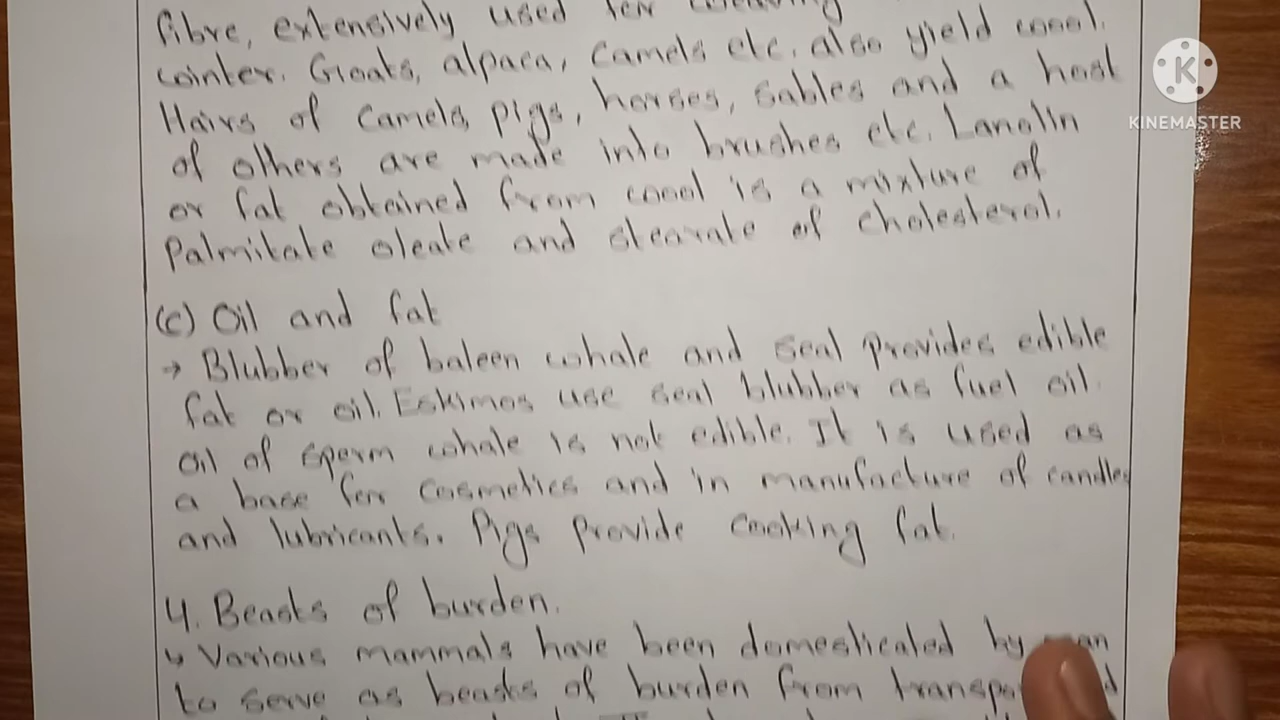 fibre, extensively used for weaving
winter. Goats, alpaca, Camels etc. also yield wool.
Hairs of Camels, pigs, horses, sables and a host
of others are made into brushes etc. Lanolin
or fat obtained from wool is a mixture of
Palmitate oleate and stearate of cholesterol.
(c) Oil and fat
→ Blubber of baleen whale and seal provides edible
fat or oil. Eskimos use seal blubber as fuel oil.
Oil of sperm whale is not edible. It is used as
a base for cosmetics and in manufacture of candles
and lubricants. Pigs provide cooking fat.
4. Beasts of burden.
↳ Various mammals have been domesticated by
to serve as beasts of burden from
K
KINEMASTER